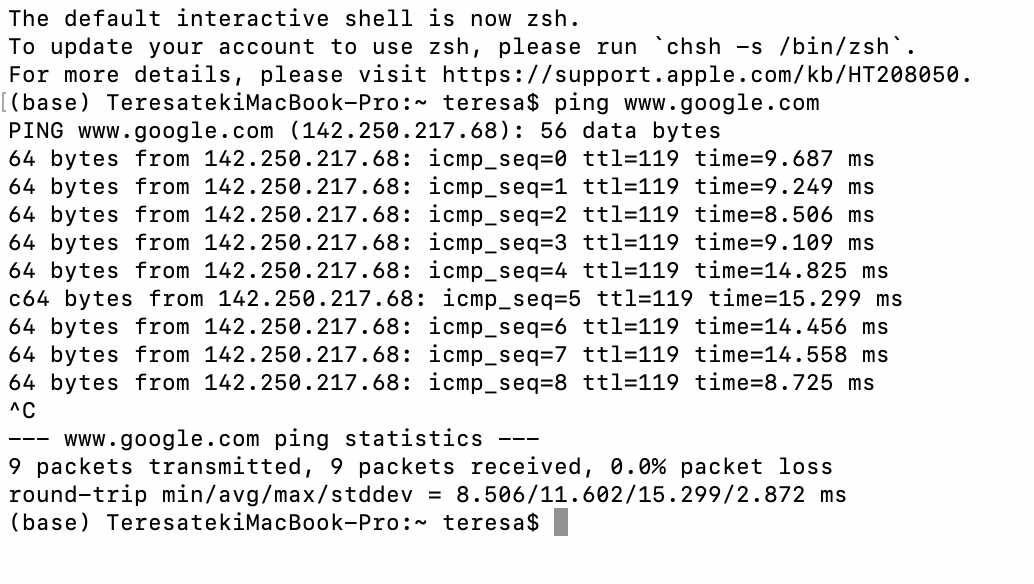 The default interactive shell is now zsh.
To update your account to use zsh, please run `chsh -s /bin/zsh`.
For more details, please visit https://support.apple.com/kb/HT208050.
[(base) TeresatekiMacBook-Pro:~ teresa$ ping www.google.com
PING www.google.com (142.250.217.68): 56 data bytes
64 bytes from 142.250.217.68: icmp_seq=0 ttl=119 time=9.687 ms
64 bytes from 142.250.217.68: icmp_seq=1 ttl=119 time=9.249 ms
64 bytes from 142.250.217.68: icmp_seq=2 ttl=119 time=8.506 ms
64 bytes from 142.250.217.68: icmp_seq=3 ttl=119 time=9.109 ms
64 bytes from 142.250.217.68: icmp_seq=4 ttl=119 time=14.825 ms
c64 bytes from 142.250.217.68: icmp_seq=5 ttl=119 time=15.299 ms
64 bytes from 142.250.217.68: icmp_seq=6 ttl=119 time=14.456 ms
64 bytes from 142.250.217.68: icmp_seq=7 ttl=119 time=14.558 ms
64 bytes from 142.250.217.68: icmp_seq=8 ttl=119 time=8.725 ms
^C
--- www.google.com ping statistics ---
9 packets transmitted, 9 packets received, 0.0% packet loss
round-trip min/avg/max/stddev = 8.506/11.602/15.299/2.872 ms
(base) TeresatekiMacBook-Pro:~ teresa$